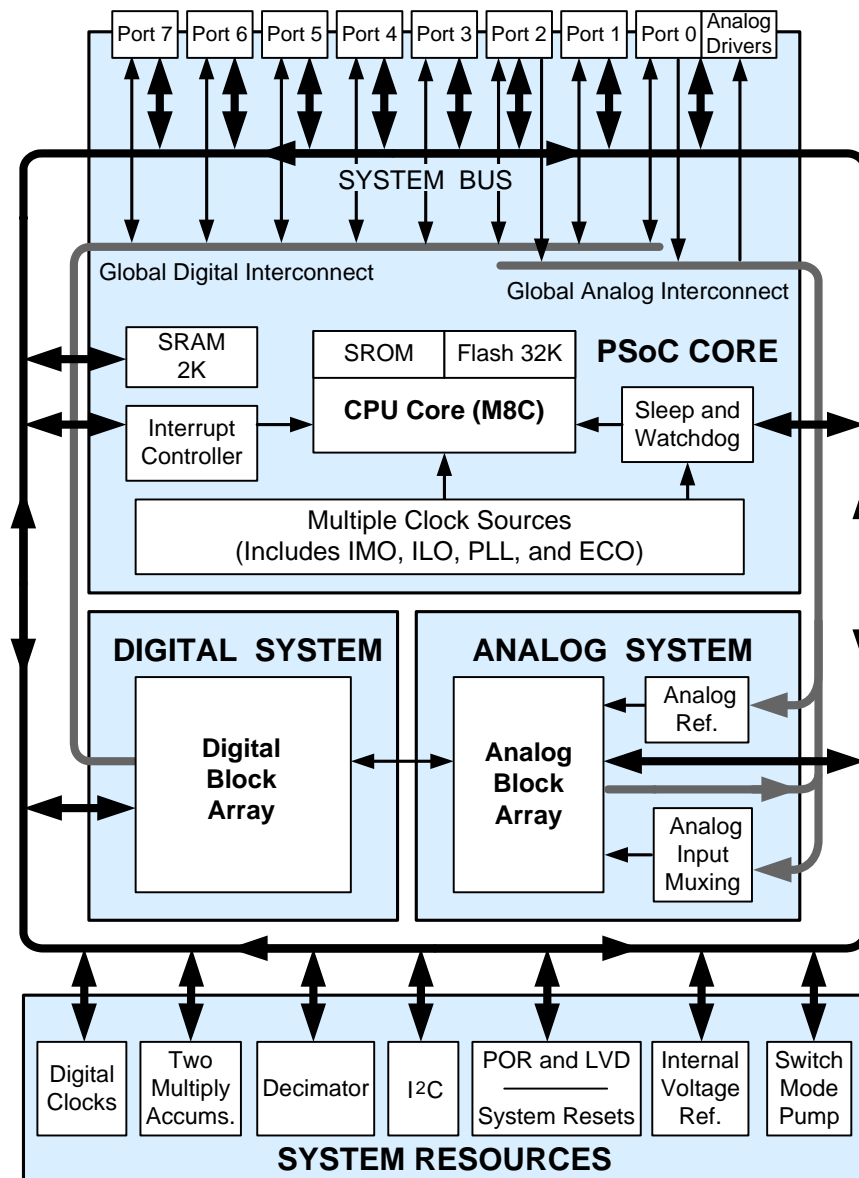 Port 7
Port 6
Port 5
Port 4
Port 3
Port 2
Port 1
Port 0
Analog
Drivers
SYSTEM BUS
Global Digital Interconnect
Global Analog Interconnect
PSoC CORE
SRAM
2K
SROM
Flash 32K
CPU Core (M8C)
Interrupt
Controller
Sleep and
Watchdog
Multiple Clock Sources
(Includes IMO, ILO, PLL, and ECO)
DIGITAL SYSTEM
Digital
Block
Array
ANALOG SYSTEM
Analog
Block
Array
Analog
Ref.
Analog
Input
Muxing
Digital
Clocks
Two
Multiply
Accums.
Decimator
I²C
POR and LVD
System Resets
Internal
Voltage
Ref.
Switch
Mode
Pump
SYSTEM RESOURCES